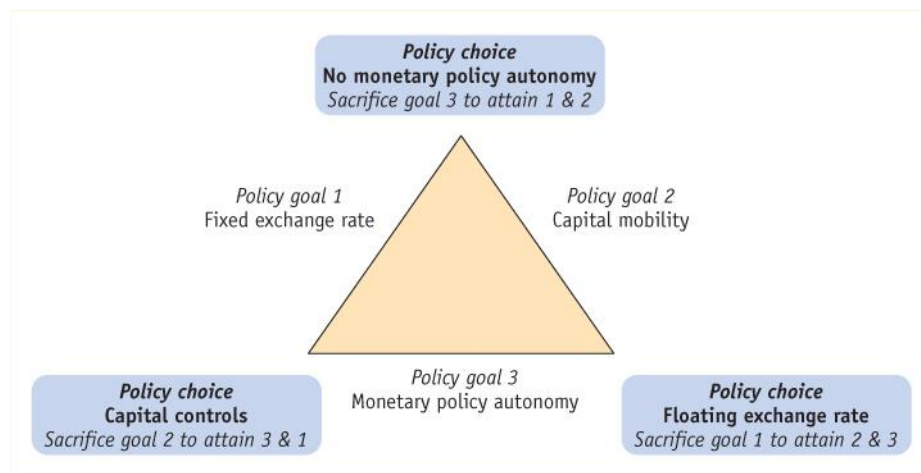 Policy choice
No monetary policy autonomy
Sacrifice goal 3 to attain 1 & 2
Policy goal 1
Fixed exchange rate
Policy goal 2
Capital mobility
Policy goal 3
Monetary policy autonomy
Policy choice
Capital controls
Sacrifice goal 2 to attain 3 & 1
Policy choice
Floating exchange rate
Sacrifice goal 1 to attain 2 & 3